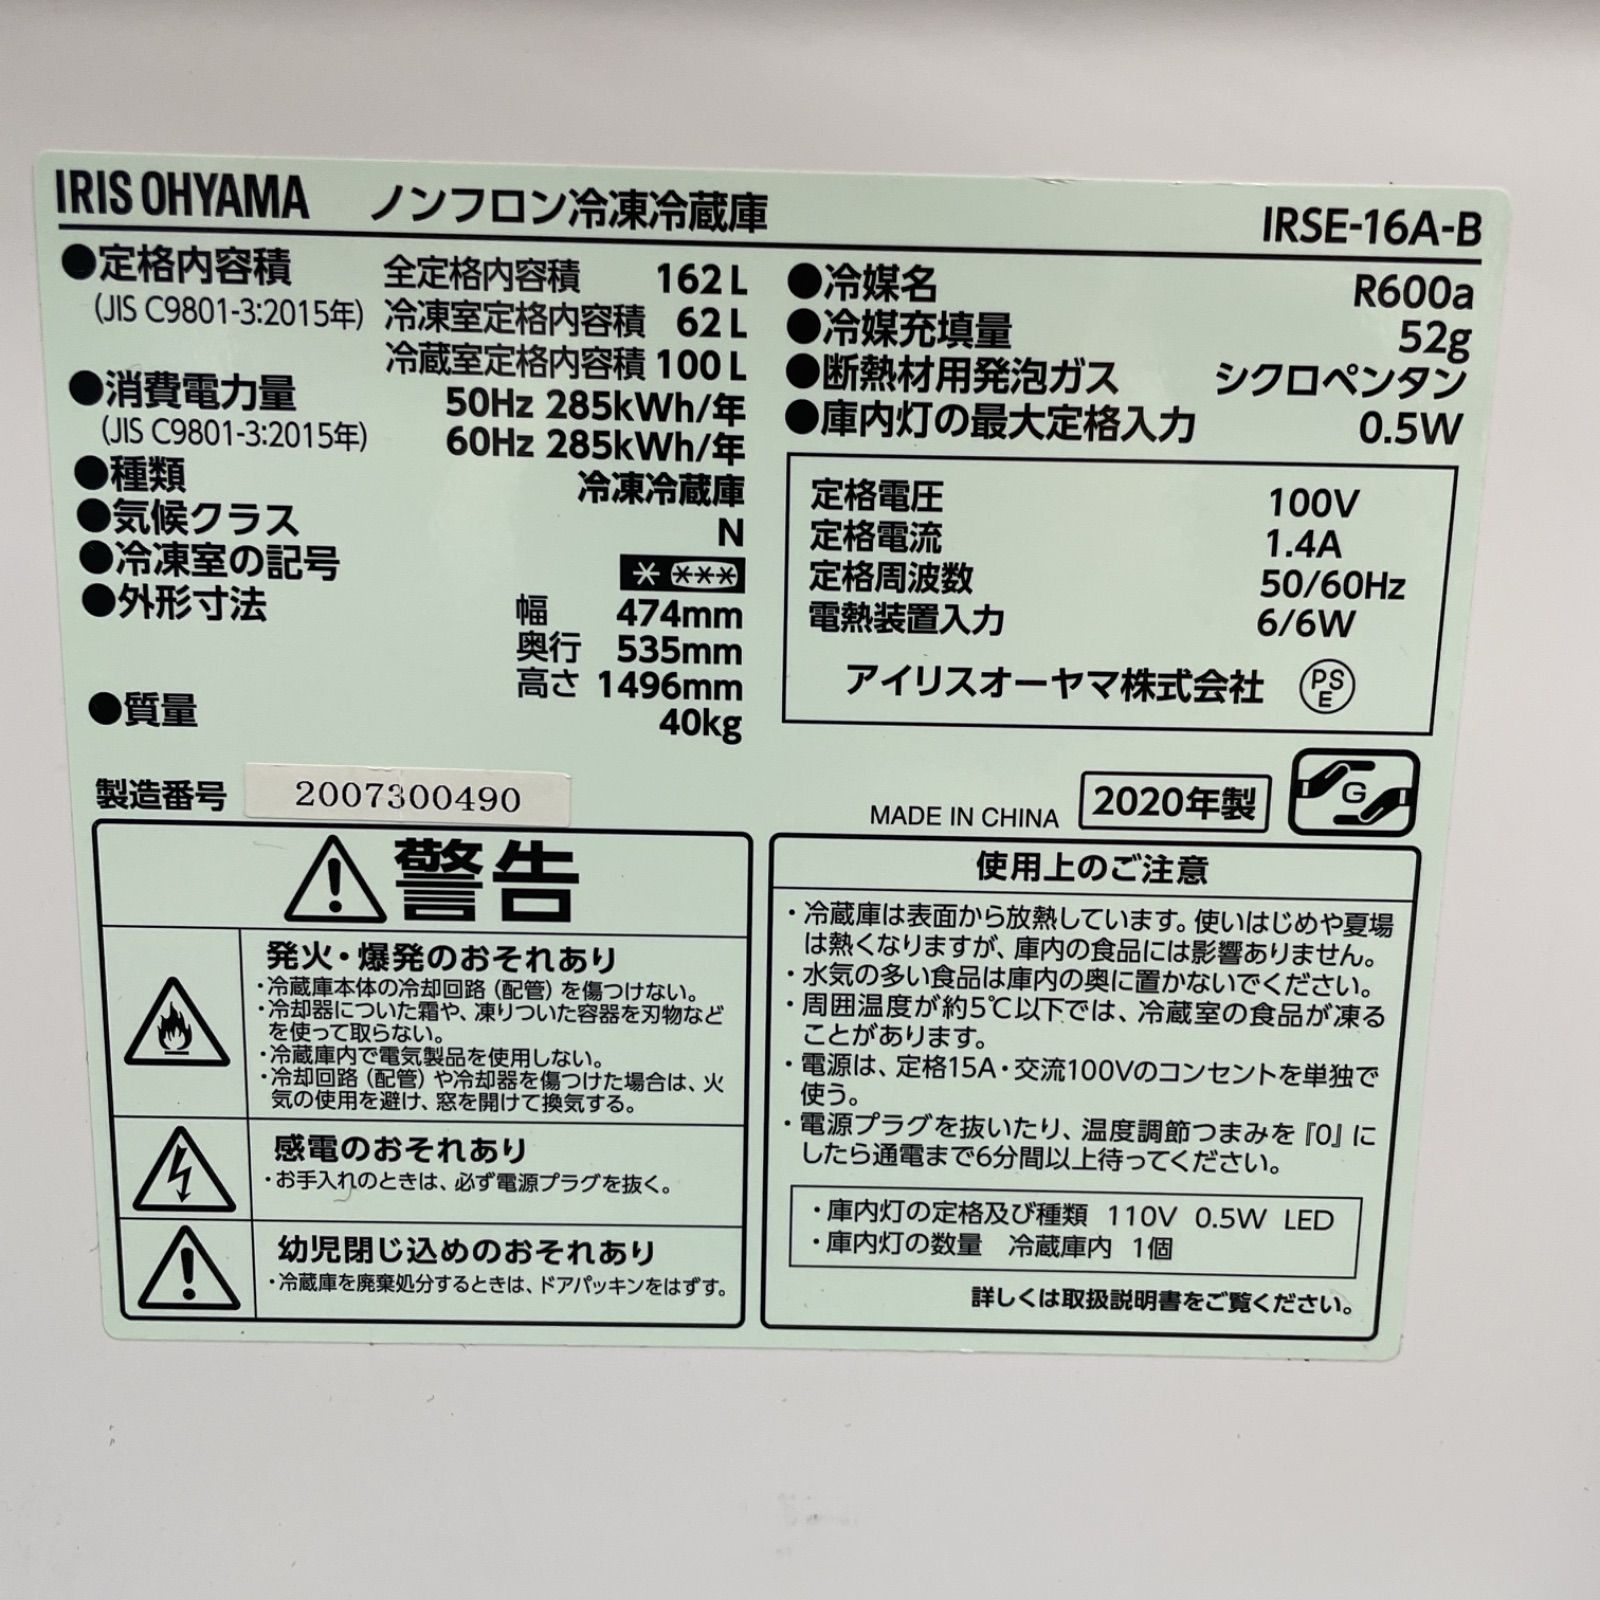 IRIS OHYAMA ノンフロン冷凍冷蔵庫 IRSE-16A-B
●定格内容積 全定格内容積 162L
(JIS C9801-3:2015年) 冷凍室定格内容積 62L
冷蔵室定格内容積 100L
●消費電力量 50Hz 285kWh/年
(JIS C9801-3:2015年) 60Hz 285kWh/年
●種類 冷凍冷蔵庫
●気候クラス N
●冷凍室の記号 * ***
●外形寸法 幅 474mm
奥行 535mm
高さ 1496mm
●質量 40kg
●冷媒名 R600a
●冷媒充填量 52g
●断熱材用発泡ガス シクロペンタン
●庫内灯の最大定格入力 0.5W
定格電圧 100V
定格電流 1.4A
定格周波数 50/60Hz
電熱装置入力 6/6W
アイリスオーヤマ株式会社 PSE
製造番号 2007300490
MADE IN CHINA 2020年製 G
警告
発火・爆発のおそれあり
・冷蔵庫本体の冷却回路(配管)を傷つけない。
・冷却器についた霜や、凍りついた容器を刃物など
を使って取らない。
・冷蔵庫内で電気製品を使用しない。
・冷却回路(配管)や冷却器を傷つけた場合は、火
気の使用を避け、窓を開けて換気する。
感電のおそれあり
・お手入れのときは、必ず電源プラグを抜く。
幼児閉じ込めのおそれあり
・冷蔵庫を廃棄処分するときは、ドアパッキンをはずす。
使用上のご注意
・冷蔵庫は表面から放熱しています。使いはじめや夏場
は熱くなりますが、庫内の食品には影響ありません。
・水気の多い食品は庫内の奥に置かないでください。
・周囲温度が約5℃以下では、冷蔵室の食品が凍る
ことがあります。
・電源は、定格15A・交流100Vのコンセントを単独で
使う。
・電源プラグを抜いたり、温度調節つまみを『0』に
したら通電まで6分間以上待ってください。
・庫内灯の定格及び種類 110V 0.5W LED
・庫内灯の数量 冷蔵庫内 1個
詳しくは取扱説明書をご覧ください。